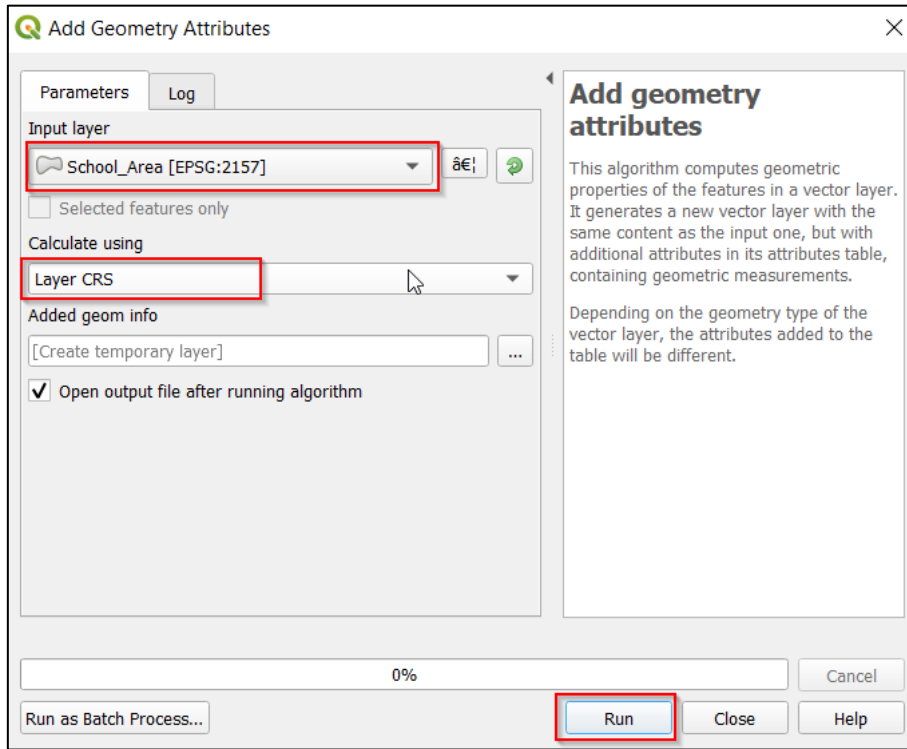 Add Geometry Attributes
Parameters
Log
Input layer
School_Area [EPSG:2157]
â€¦
Selected features only
Calculate using
Layer CRS
Added geom info
[Create temporary layer]
...
Open output file after running algorithm
Add geometry
attributes
This algorithm computes geometric
properties of the features in a vector layer.
It generates a new vector layer with the
same content as the input one, but with
additional attributes in its attributes table,
containing geometric measurements.
Depending on the geometry type of the
vector layer, the attributes added to the
table will be different.
0%
Cancel
Run as Batch Process...
Run
Close
Help